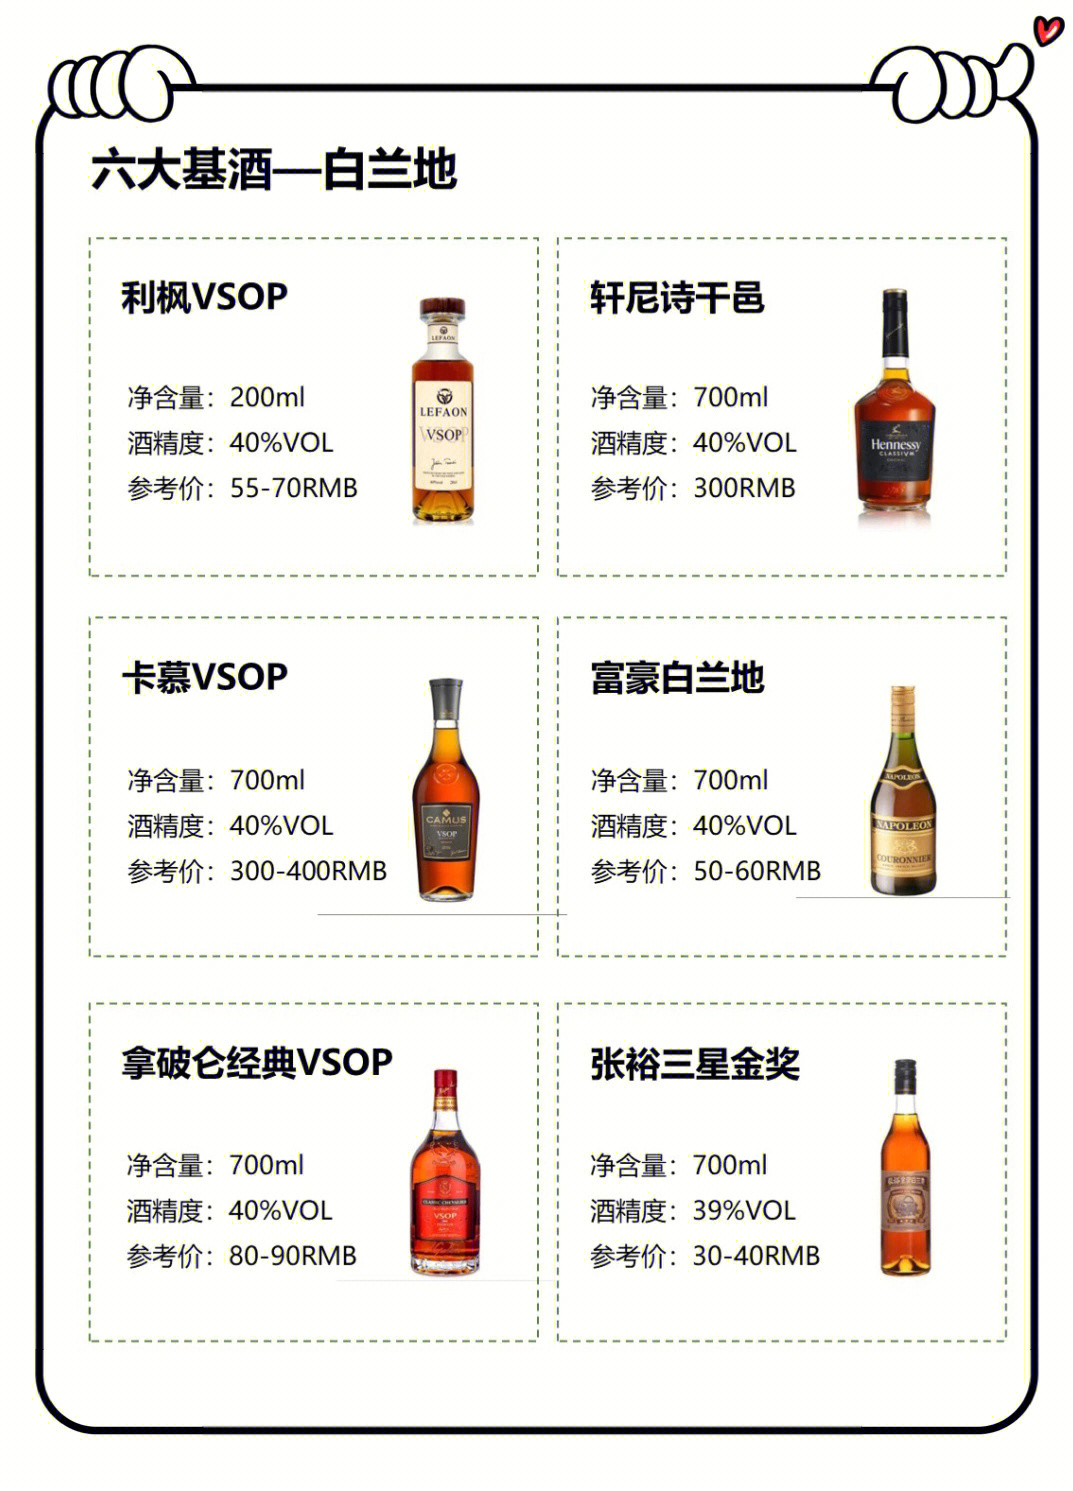 六大基酒—白兰地
利枫VSOP
净含量：200ml
酒精度：40%VOL
参考价：55-70RMB
LEFAON
LEFAON
VSOP
轩尼诗干邑
净含量：700ml
酒精度：40%VOL
参考价：300RMB
Hennessy
CLASSIVM
卡慕VSOP
净含量：700ml
酒精度：40%VOL
参考价：300-400RMB
CAMUS
VSOP
富豪白兰地
净含量：700ml
酒精度：40%VOL
参考价：50-60RMB
NAPOLEON
NAPOLEON
COURONNIER
拿破仑经典VSOP
净含量：700ml
酒精度：40%VOL
参考价：80-90RMB
VSOP
张裕三星金奖
净含量：700ml
酒精度：39%VOL
参考价：30-40RMB